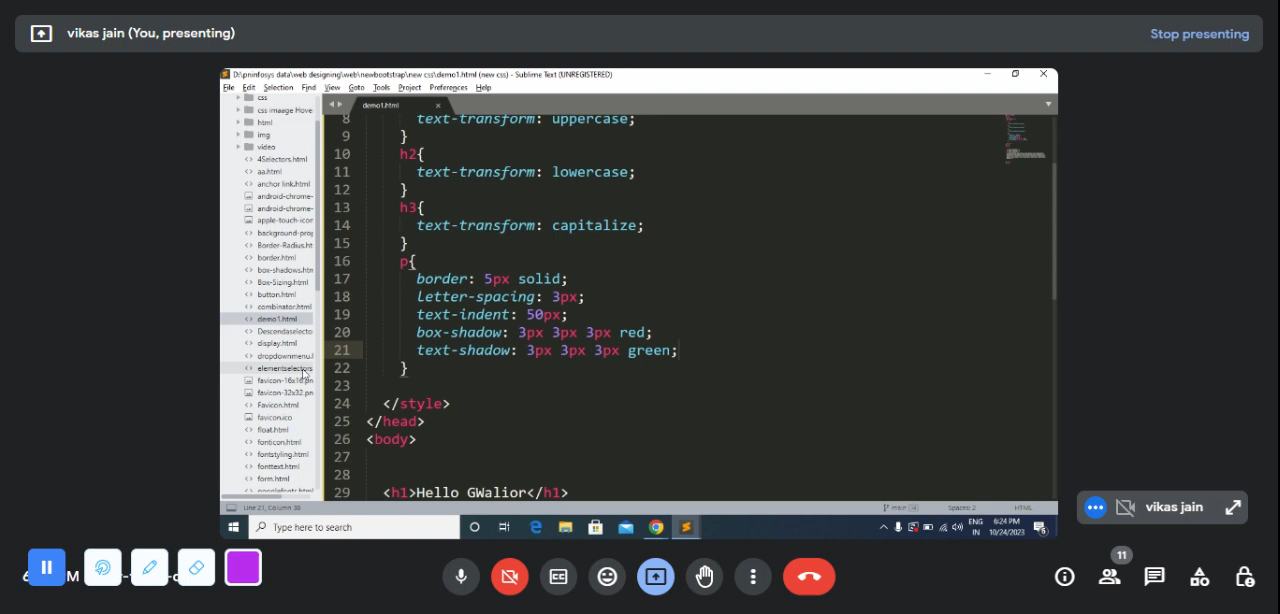 vikas jain (You, presenting)
Stop presenting
D:\pninfosys data\web designing\web\newbootstrap\new css\demo1.html (new css) - Sublime Text (UNREGISTERED)
File Edit Selection Find View Goto Tools Project Preferences Help
demo1.html
css
css imaage Hove
html
img
video
4Selectors.html
aa.html
anchor link.html
android-chrome-
android-chrome-
apple-touch-icon
background-prop
Border-Radius.ht
border.html
box-shadows.htm
Box-Sizing.html
button.html
combinator.html
demo1.html
Descendaselecto
display.html
dropdownmenu.l
elementselectors
favicon-16x16.pn
favicon-32x32.pn
Favicon.html
favicon.ico
float.html
fonticon.html
fontstyling.html
fonttext.html
form.html
googlefonts.html
8 text-transform: uppercase;
9 }
10 h2{
11 text-transform: lowercase;
12 }
13 h3{
14 text-transform: capitalize;
15 }
16 p{
17 border: 5px solid;
18 letter-spacing: 3px;
19 text-indent: 50px;
20 box-shadow: 3px 3px 3px red;
21 text-shadow: 3px 3px 3px green;
22 }
23
24 </style>
25 </head>
26 <body>
27
28
29 <h1>Hello GWalior</h1>
Line 21, Column 38
main
Spaces: 2
HTML
Type here to search
ENG
IN
6:24 PM
10/24/2023
vikas jain
11